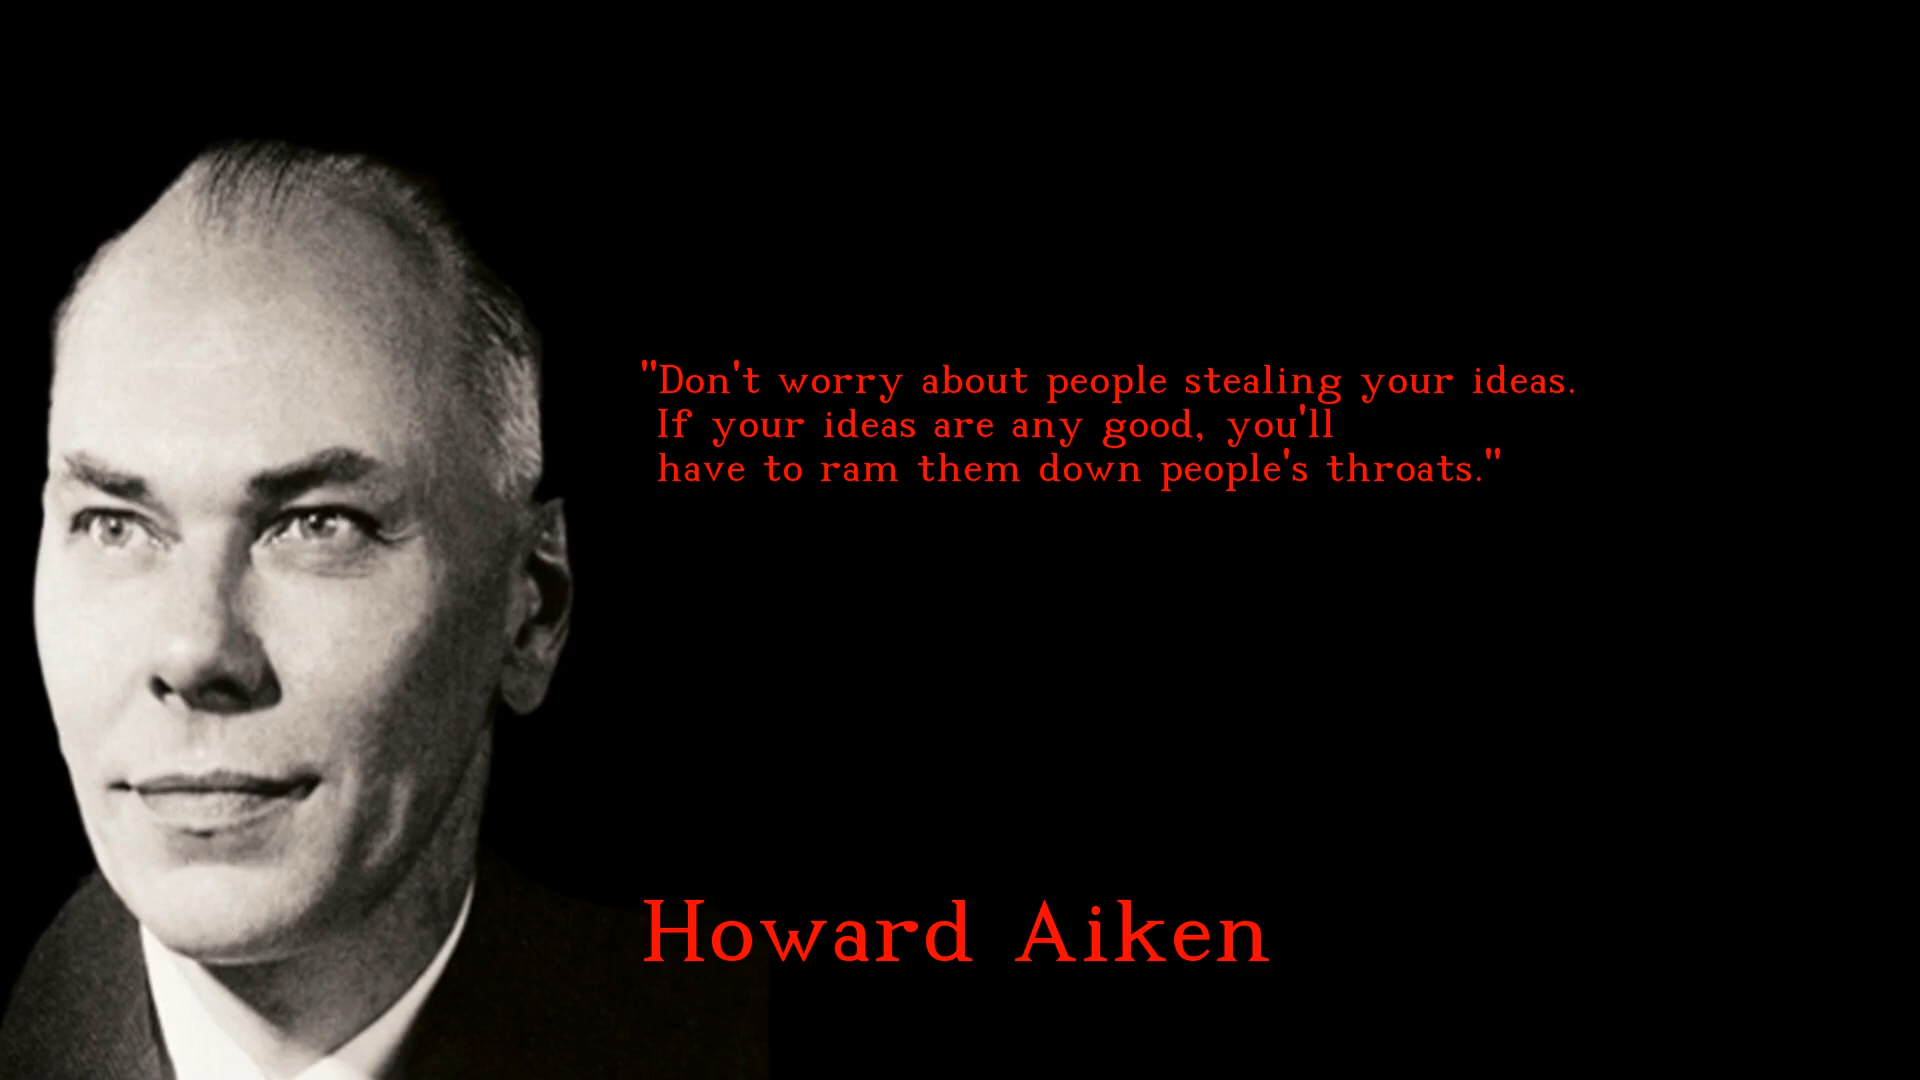 "Don't worry about people stealing your ideas.
If your ideas are any good, you'll
have to ram them down people's throats."
Howard Aiken